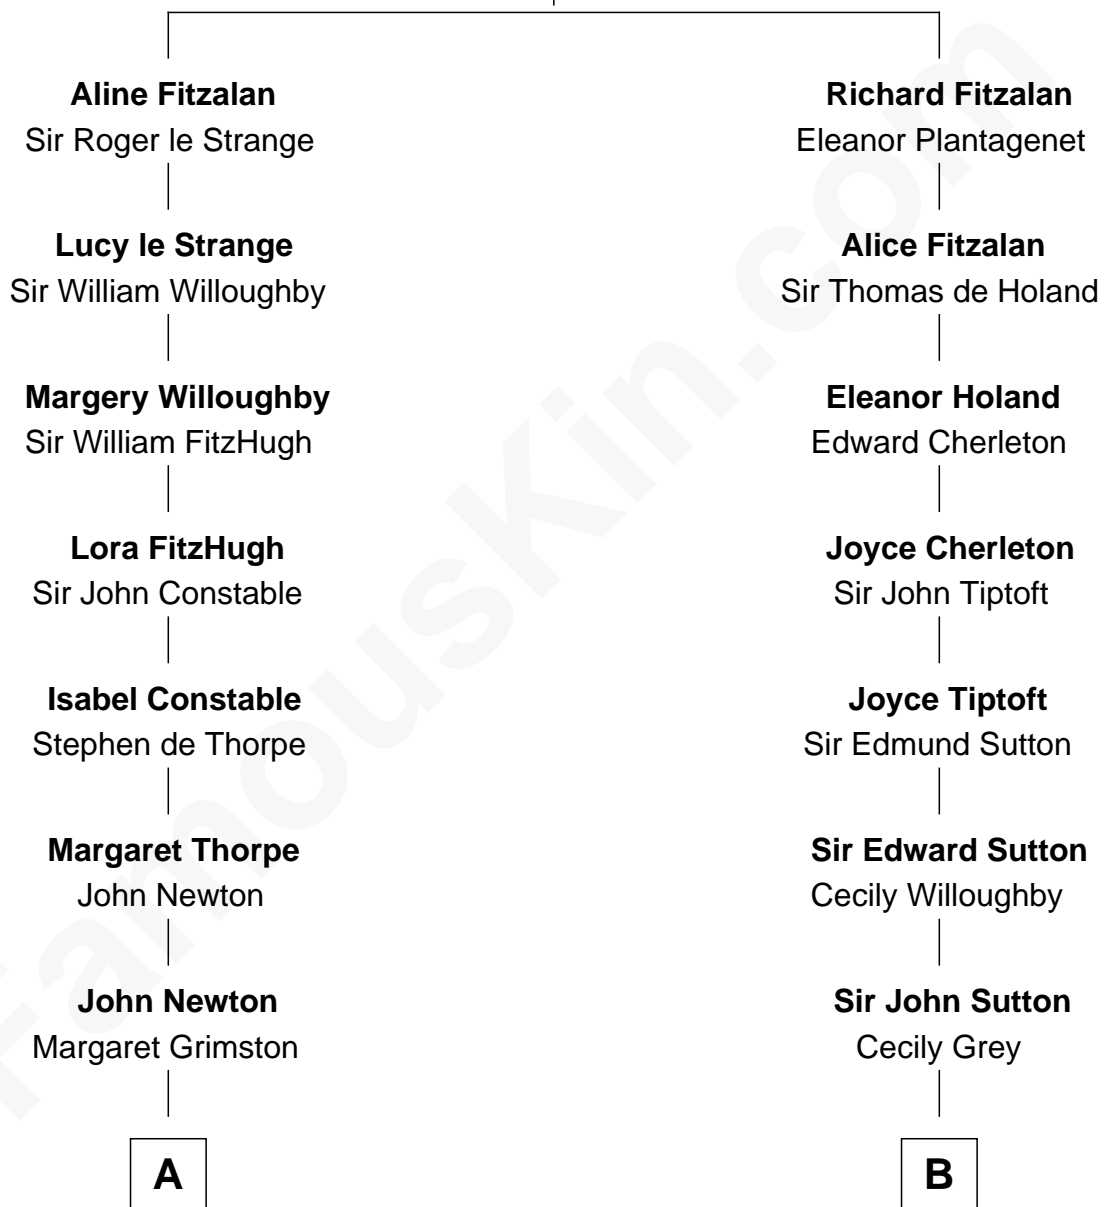 Aline Fitzalan
Sir Roger le Strange
Lucy le Strange
Sir William Willoughby
Margery Willoughby
Sir William FitzHugh
Lora FitzHugh
Sir John Constable
Isabel Constable
Stephen de Thorpe
Margaret Thorpe
John Newton
John Newton
Margaret Grimston
A
Richard Fitzalan
Eleanor Plantagenet
Alice Fitzalan
Sir Thomas de Holand
Eleanor Holand
Edward Cherleton
Joyce Cherleton
Sir John Tiptoft
Joyce Tiptoft
Sir Edmund Sutton
Sir Edward Sutton
Cecily Willoughby
Sir John Sutton
Cecily Grey
B
FamousKin.com